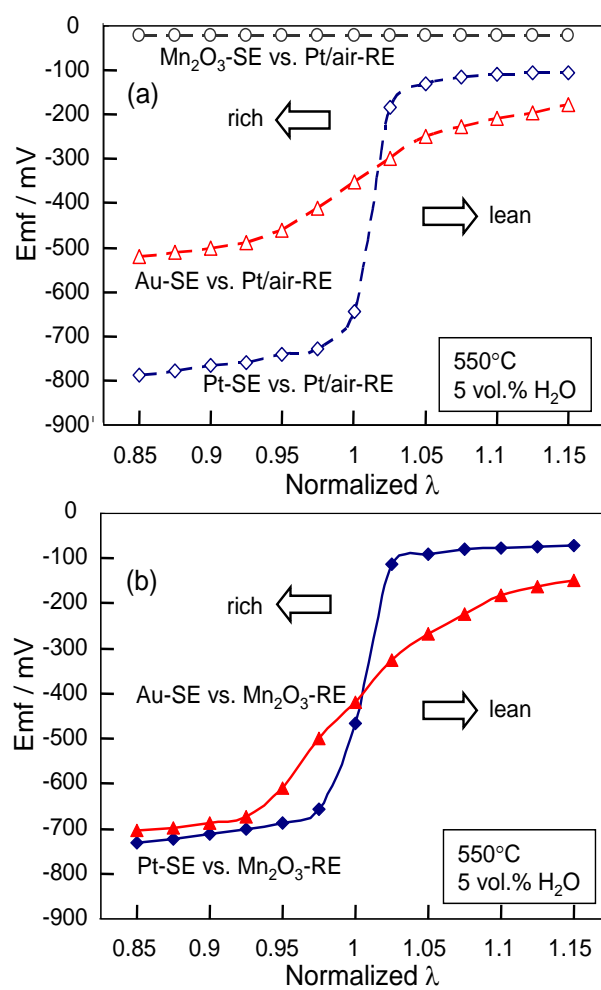 0
-100
-200
-300
-400
-500
-600
-700
-800
-900
Emf / mV
Mn₂O₃-SE vs. Pt/air-RE
(a)
rich
lean
Au-SE vs. Pt/air-RE
Pt-SE vs. Pt/air-RE
550°C
5 vol.% H₂O
0.85 0.9 0.95 1 1.05 1.1 1.15
Normalized λ
0
-100
-200
-300
-400
-500
-600
-700
-800
-900
Emf / mV
(b)
rich
Au-SE vs. Mn₂O₃-RE
lean
Pt-SE vs. Mn₂O₃-RE
550°C
5 vol.% H₂O
0.85 0.9 0.95 1 1.05 1.1 1.15
Normalized λ